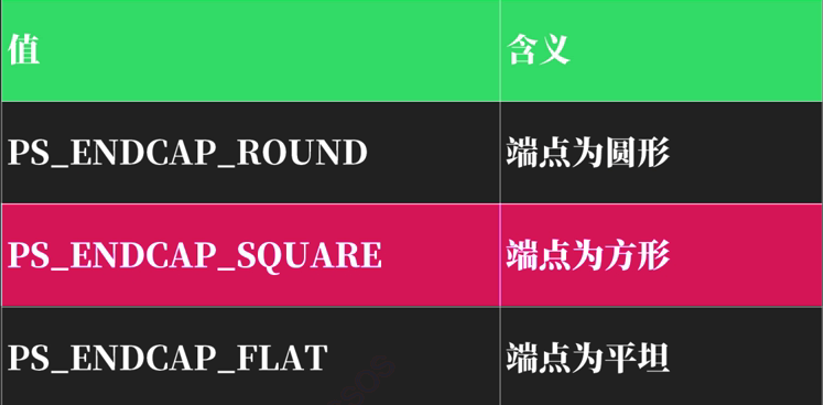 值 含义
PS_ENDCAP_ROUND 端点为圆形
PS_ENDCAP_SQUARE 端点为方形
PS_ENDCAP_FLAT 端点为平坦